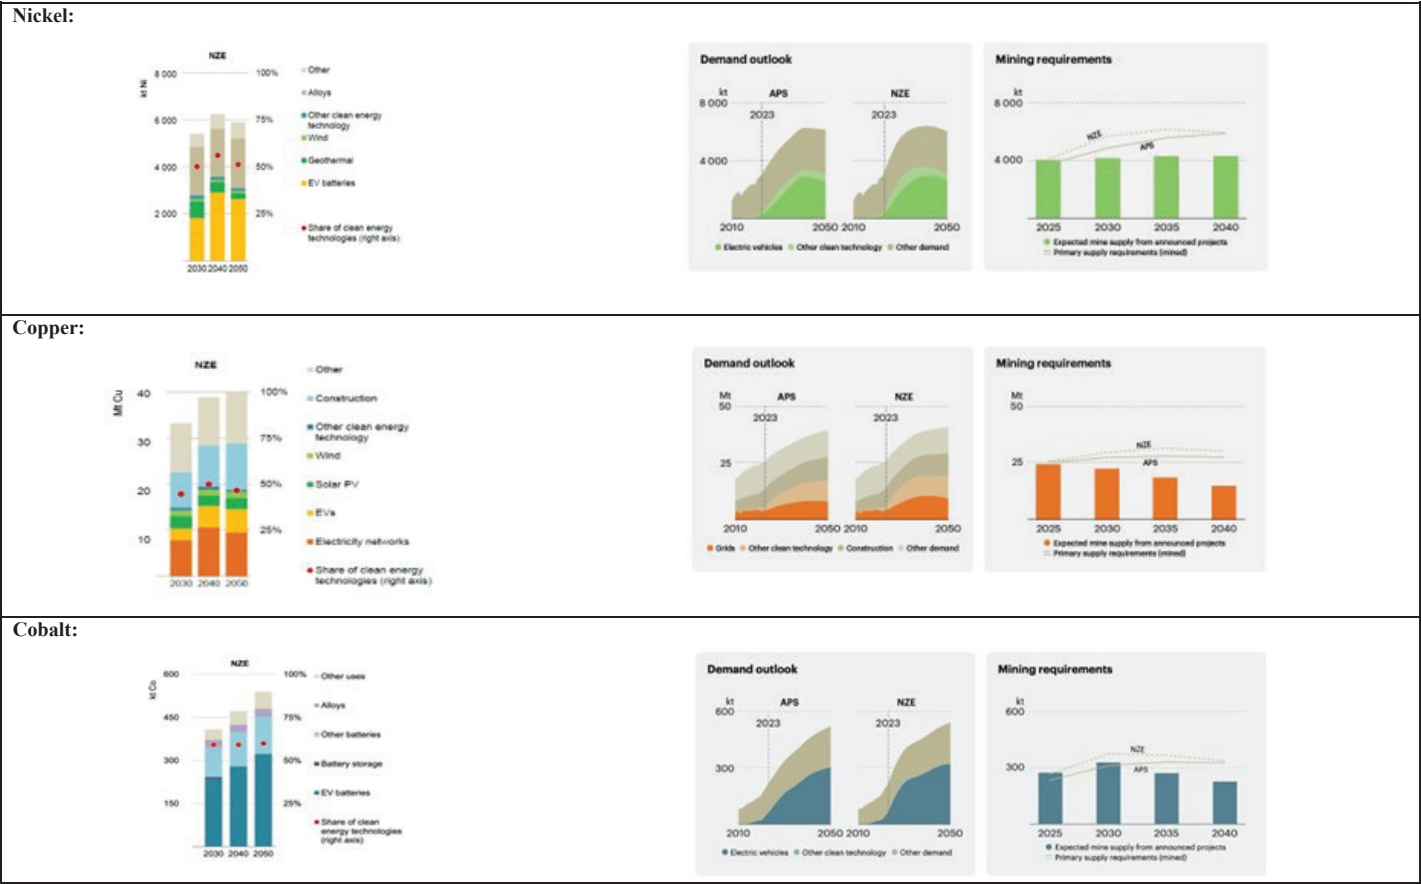 Nickel:
NZE
kt Ni
8 000
6 000
4 000
2 000
100%
75%
50%
25%
2030 2040 2050
Other
Alloys
Other clean energy
technology
Wind
Geothermal
EV batteries
Share of clean energy
technologies (right axis)
Demand outlook
kt
APS
NZE
8 000
2023
2023
4 000
2010
2050
2010
2050
Electric vehicles
Other clean technology
Other demand
Mining requirements
kt
8 000
NZE
APS
4 000
2025
2030
2035
2040
Expected mine supply from announced projects
Primary supply requirements (mined)
Copper:
NZE
Mt Cu
40
30
20
10
100%
75%
50%
25%
2030 2040 2050
Other
Construction
Other clean energy
technology
Wind
Solar PV
EVs
Electricity networks
Share of clean energy
technologies (right axis)
Demand outlook
Mt
APS
NZE
50
2023
2023
25
2010
2050
2010
2050
Grids
Other clean technology
Construction
Other demand
Mining requirements
Mt
50
NZE
25
APS
2025
2030
2035
2040
Expected mine supply from announced projects
Primary supply requirements (mined)
Cobalt:
NZE
kt Co
600
450
300
150
100%
75%
50%
25%
2030 2040 2050
Other uses
Alloys
Other batteries
Battery storage
EV batteries
Share of clean
energy technologies
(right axis)
Demand outlook
kt
APS
NZE
600
2023
2023
300
2010
2050
2010
2050
Electric vehicles
Other clean technology
Other demand
Mining requirements
kt
600
NZE
300
APS
2025
2030
2035
2040
Expected mine supply from announced projects
Primary supply requirements (mined)